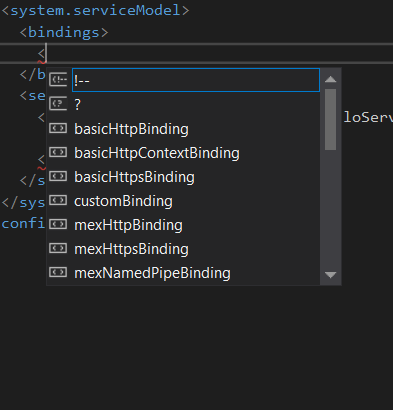 <system.serviceModel>
<bindings>
<
</b
!--
?
basicHttpBinding
basicHttpContextBinding
basicHttpsBinding
customBinding
mexHttpBinding
mexHttpsBinding
mexNamedPipeBinding
<se
< loServ
<
</s
</sys
confi